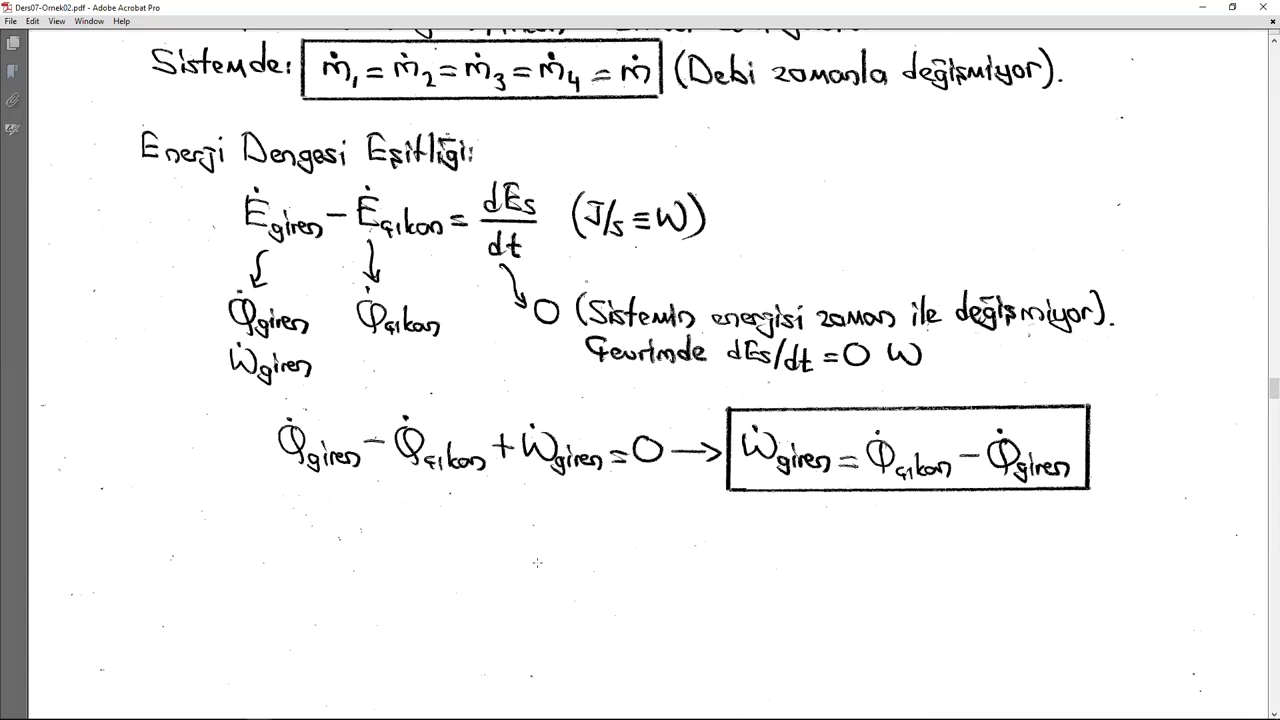 Ders07-Ornek02.pdf - Adobe Acrobat Pro
File Edit View Window Help
Sistemde: ṁ₁ = ṁ₂ = ṁ₃ = ṁ₄ = ṁ (Debi zamanla değişmiyor).
Enerji Dengesi Eşitliği:
Ėgiren - Ėçıkan = dEs/dt (J/s ≡ W)
Q̇giren Q̇çıkan
0 (Sistemin energisi zaman ile değişmiyor).
Ẇgiren
Çevrimde dEs/dt = 0 W
Q̇giren - Q̇çıkan + Ẇgiren = 0 → Ẇgiren = Q̇çıkan - Q̇giren